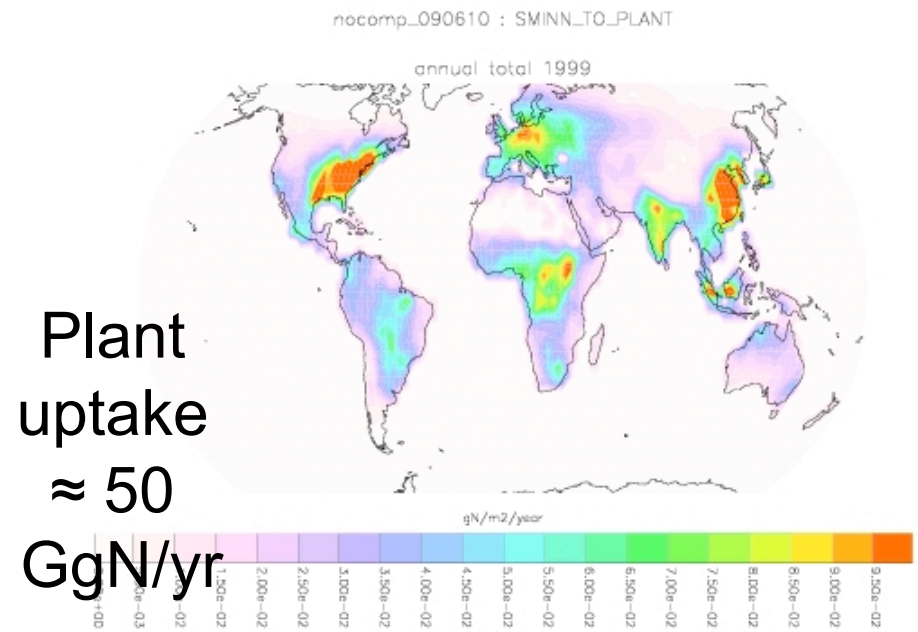 nocomp_090610 : SMINN_TO_PLANT
annual total 1999
Plant
uptake
≈ 50
GgN/yr
gN/m2/year
1.50e-02
2.00e-02
2.50e-02
3.00e-02
3.50e-02
4.00e-02
4.50e-02
5.00e-02
5.50e-02
6.00e-02
6.50e-02
7.00e-02
7.50e-02
8.00e-02
8.50e-02
9.00e-02
9.50e-02